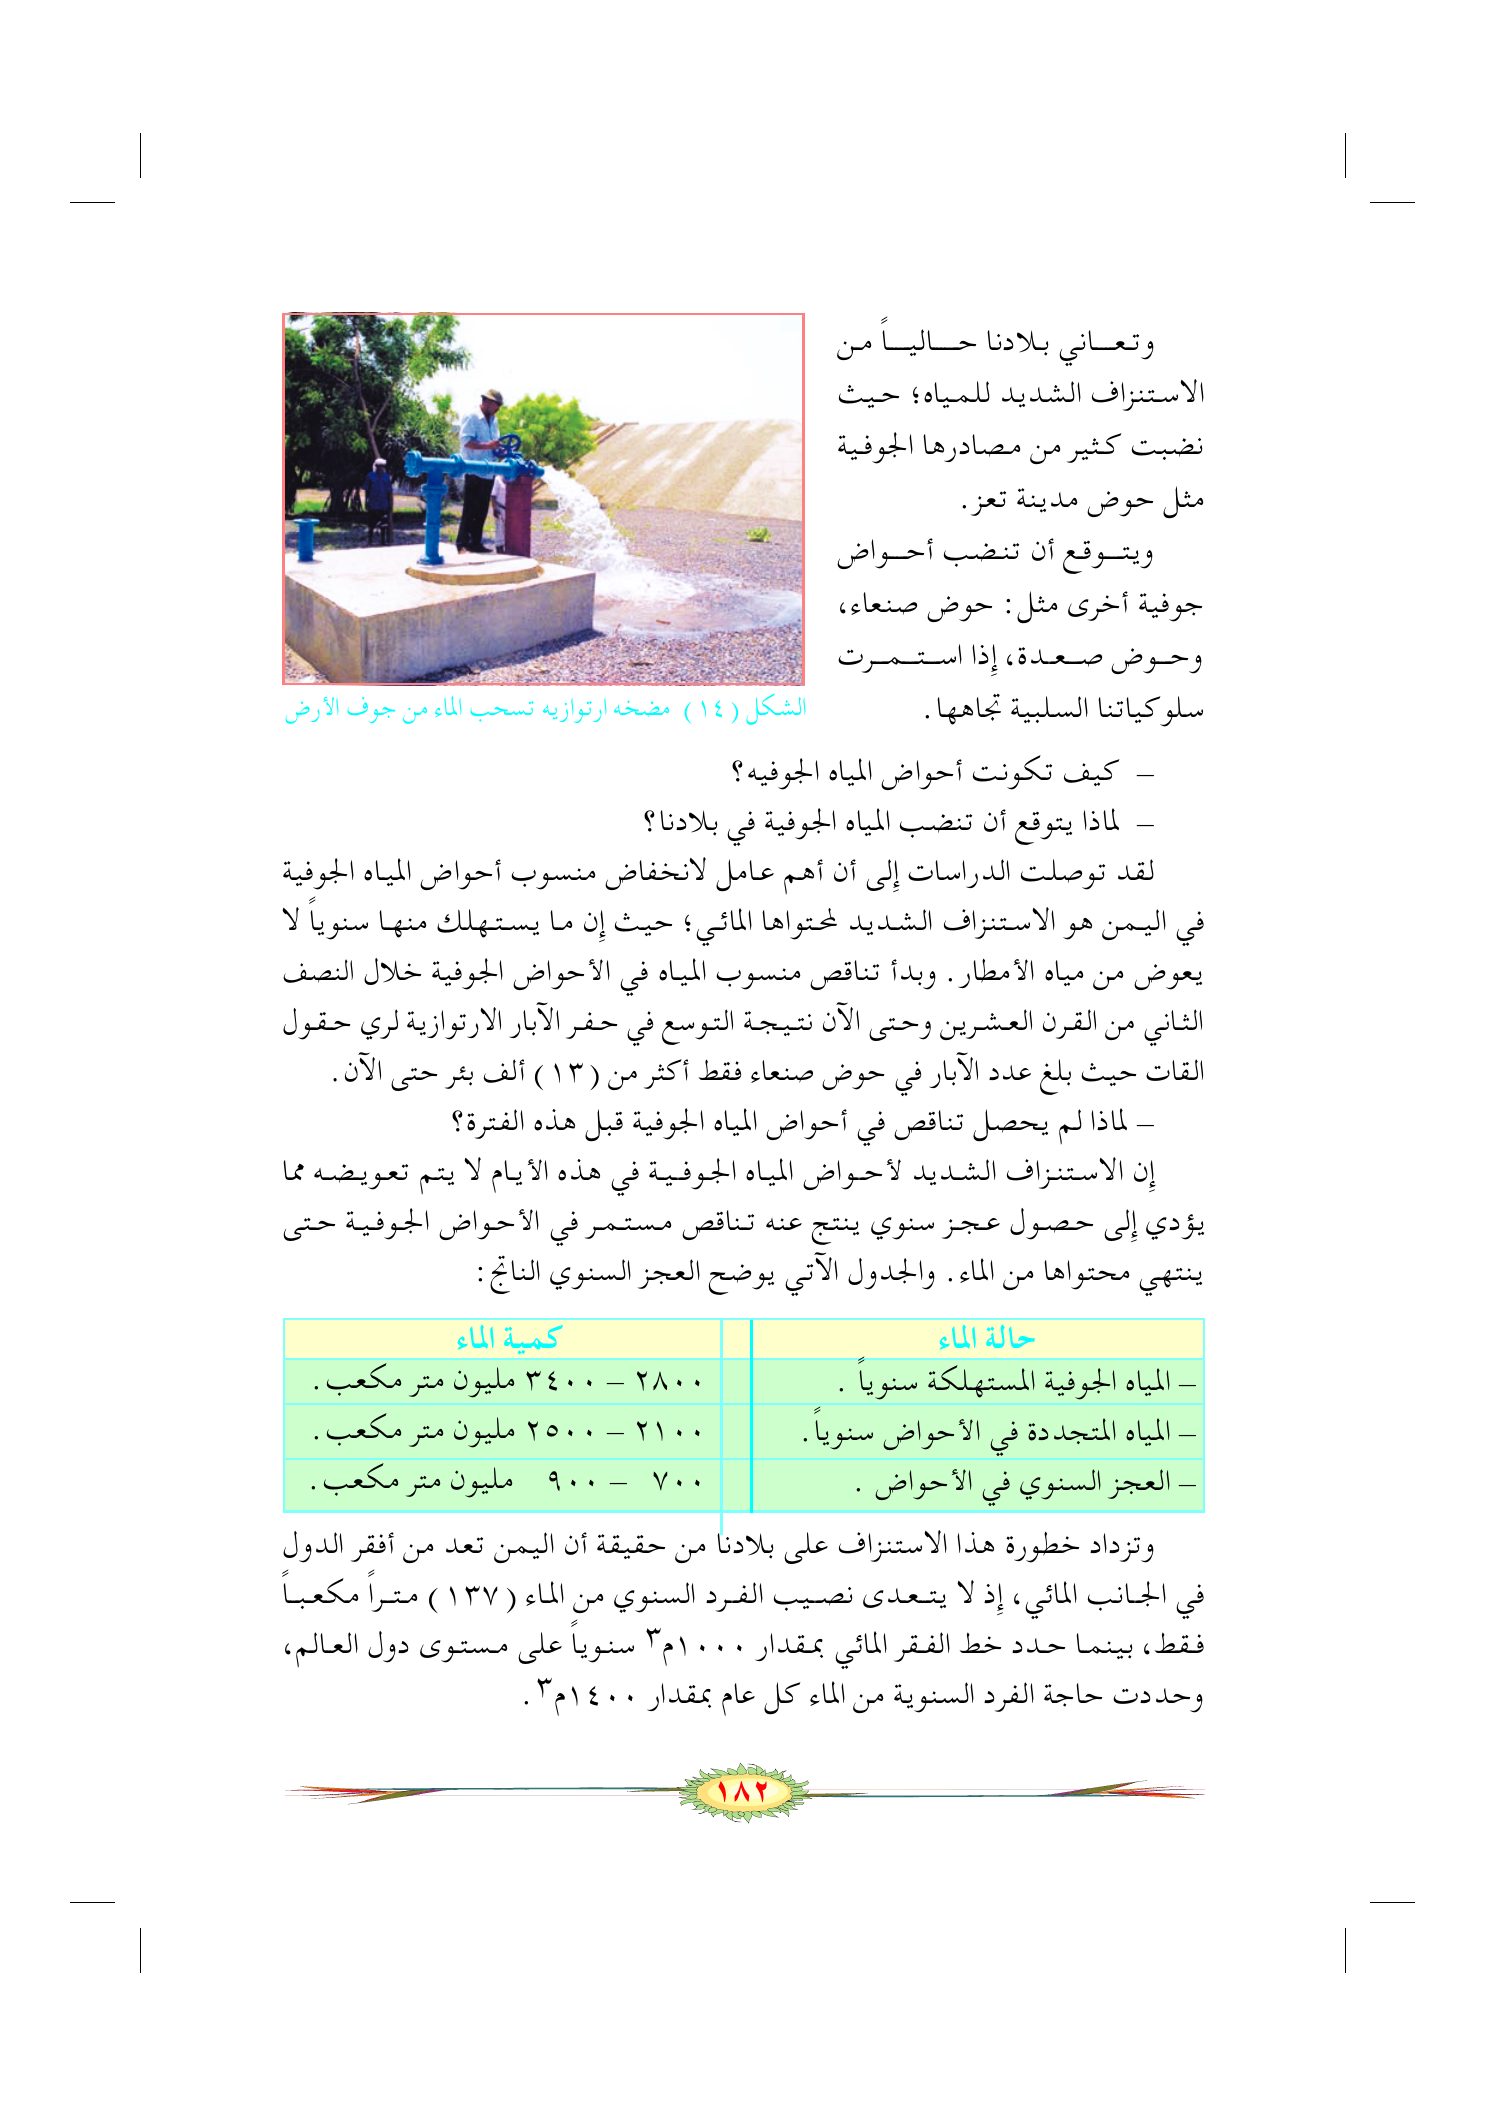 وتعاني بلادنا حالياً من
الاستنزاف الشديد للمياه؛ حيث
نضبت كثير من مصادرها الجوفية
مثل حوض مدينة تعز.
ويتوقع أن تنضب أحواض
جوفية أخرى مثل: حوض صنعاء،
وحوض صعدة، إِذا استمرت
سلوكياتنا السلبية تجاهها.
الشكل (١٤) مضخه ارتوازيه تسحب الماء من جوف الأرض
– كيف تكونت أحواض المياه الجوفيه؟
– لماذا يتوقع أن تنضب المياه الجوفية في بلادنا؟
لقد توصلت الدراسات إِلى أن أهم عامل لانخفاض منسوب أحواض المياه الجوفية
في اليمن هو الاستنزاف الشديد لمحتواها المائي؛ حيث إِن ما يستهلك منها سنوياً لا
يعوض من مياه الأمطار. وبدأ تناقص منسوب المياه في الأحواض الجوفية خلال النصف
الثاني من القرن العشرين وحتى الآن نتيجة التوسع في حفر الآبار الارتوازية لري حقول
القات حيث بلغ عدد الآبار في حوض صنعاء فقط أكثر من (١٣) ألف بئر حتى الآن.
– لماذا لم يحصل تناقص في أحواض المياه الجوفية قبل هذه الفترة؟
إِن الاستنزاف الشديد لأحواض المياه الجوفية في هذه الأيام لا يتم تعويضه مما
يؤدي إِلى حصول عجز سنوي ينتج عنه تناقص مستمر في الأحواض الجوفية حتى
ينتهي محتواها من الماء. والجدول الآتي يوضح العجز السنوي الناتج:
حالة الماء كمية الماء
– المياه الجوفية المستهلكة سنوياً. ٢٨٠٠ – ٣٤٠٠ مليون متر مكعب.
– المياه المتجددة في الأحواض سنوياً. ٢١٠٠ – ٢٥٠٠ مليون متر مكعب.
– العجز السنوي في الأحواض. ٧٠٠ – ٩٠٠ مليون متر مكعب.
وتزداد خطورة هذا الاستنزاف على بلادنا من حقيقة أن اليمن تعد من أفقر الدول
في الجانب المائي، إِذ لا يتعدى نصيب الفرد السنوي من الماء (١٣٧) متراً مكعباً
فقط، بينما حدد خط الفقر المائي بمقدار ١٠٠٠م٣ سنوياً على مستوى دول العالم،
وحددت حاجة الفرد السنوية من الماء كل عام بمقدار ١٤٠٠م٣.
١٨٢